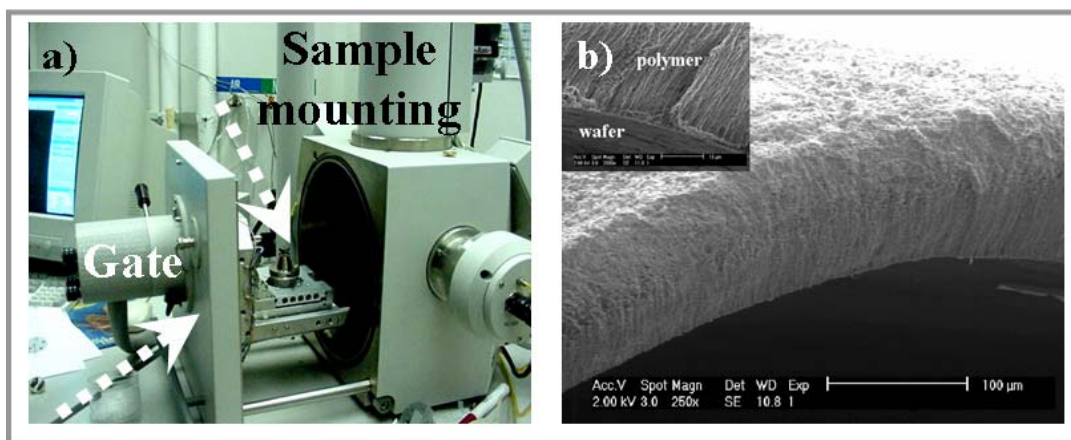 a)
Sample
mounting
Gate
b)
polymer
wafer
Acc.V Spot Magn Det WD Exp
2.00 kV 3.0 250x SE 10.8 1
100 µm